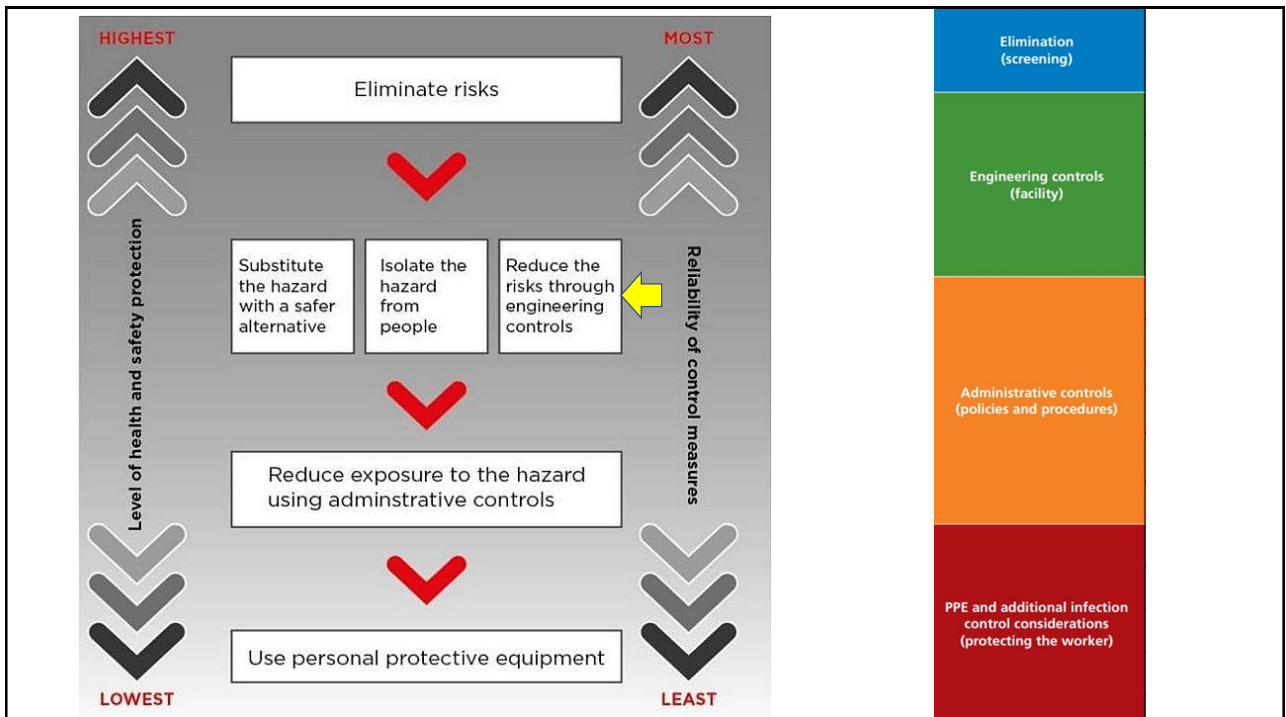 HIGHEST
MOST
Eliminate risks
Level of health and safety protection
Substitute
the hazard
with a safer
alternative
Isolate the
hazard
from
people
Reduce the
risks through
engineering
controls
Reliability of control measures
Reduce exposure to the hazard
using adminstrative controls
Use personal protective equipment
LOWEST
LEAST
Elimination
(screening)
Engineering controls
(facility)
Administrative controls
(policies and procedures)
PPE and additional infection
control considerations
(protecting the worker)